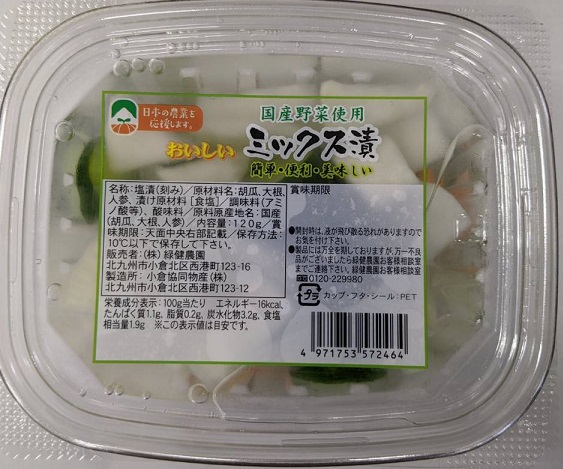 日本の農業を
応援します。
国産野菜使用
おいしい ミックス漬
簡単・便利・美味しい
名称:塩漬(刻み)/原材料名:胡瓜、大根、
人参、漬け原材料[食塩]/調味料(アミ
ノ酸等)、酸味料/原料原産地名:国産
(胡瓜、大根、人参)/内容量:120g/賞
味期限:天面中央右部記載/保存方法:
10℃以下で保存して下さい。
販売者:(株)緑健農園
北九州市小倉北区西港町123-16
製造所:小倉協同物産(株)
北九州市小倉北区西港町123-12
栄養成分表示:100g当たり エネルギー16kcal、
たんぱく質1.1g、脂質0.2g、炭水化物3.2g、食塩
相当量1.9g ※この表示値は目安です。
賞味期限
●開封時は、液が飛び散る恐れがありますので
お気を付け下さい。
●製品には万全を期しておりますが、万一不良
品がございましたら緑健農園お客様相談室
までご連絡下さい。緑健農園お客様相談室
0120-229980
プラ カップ・フタ・シール:PET
4 971753 572464